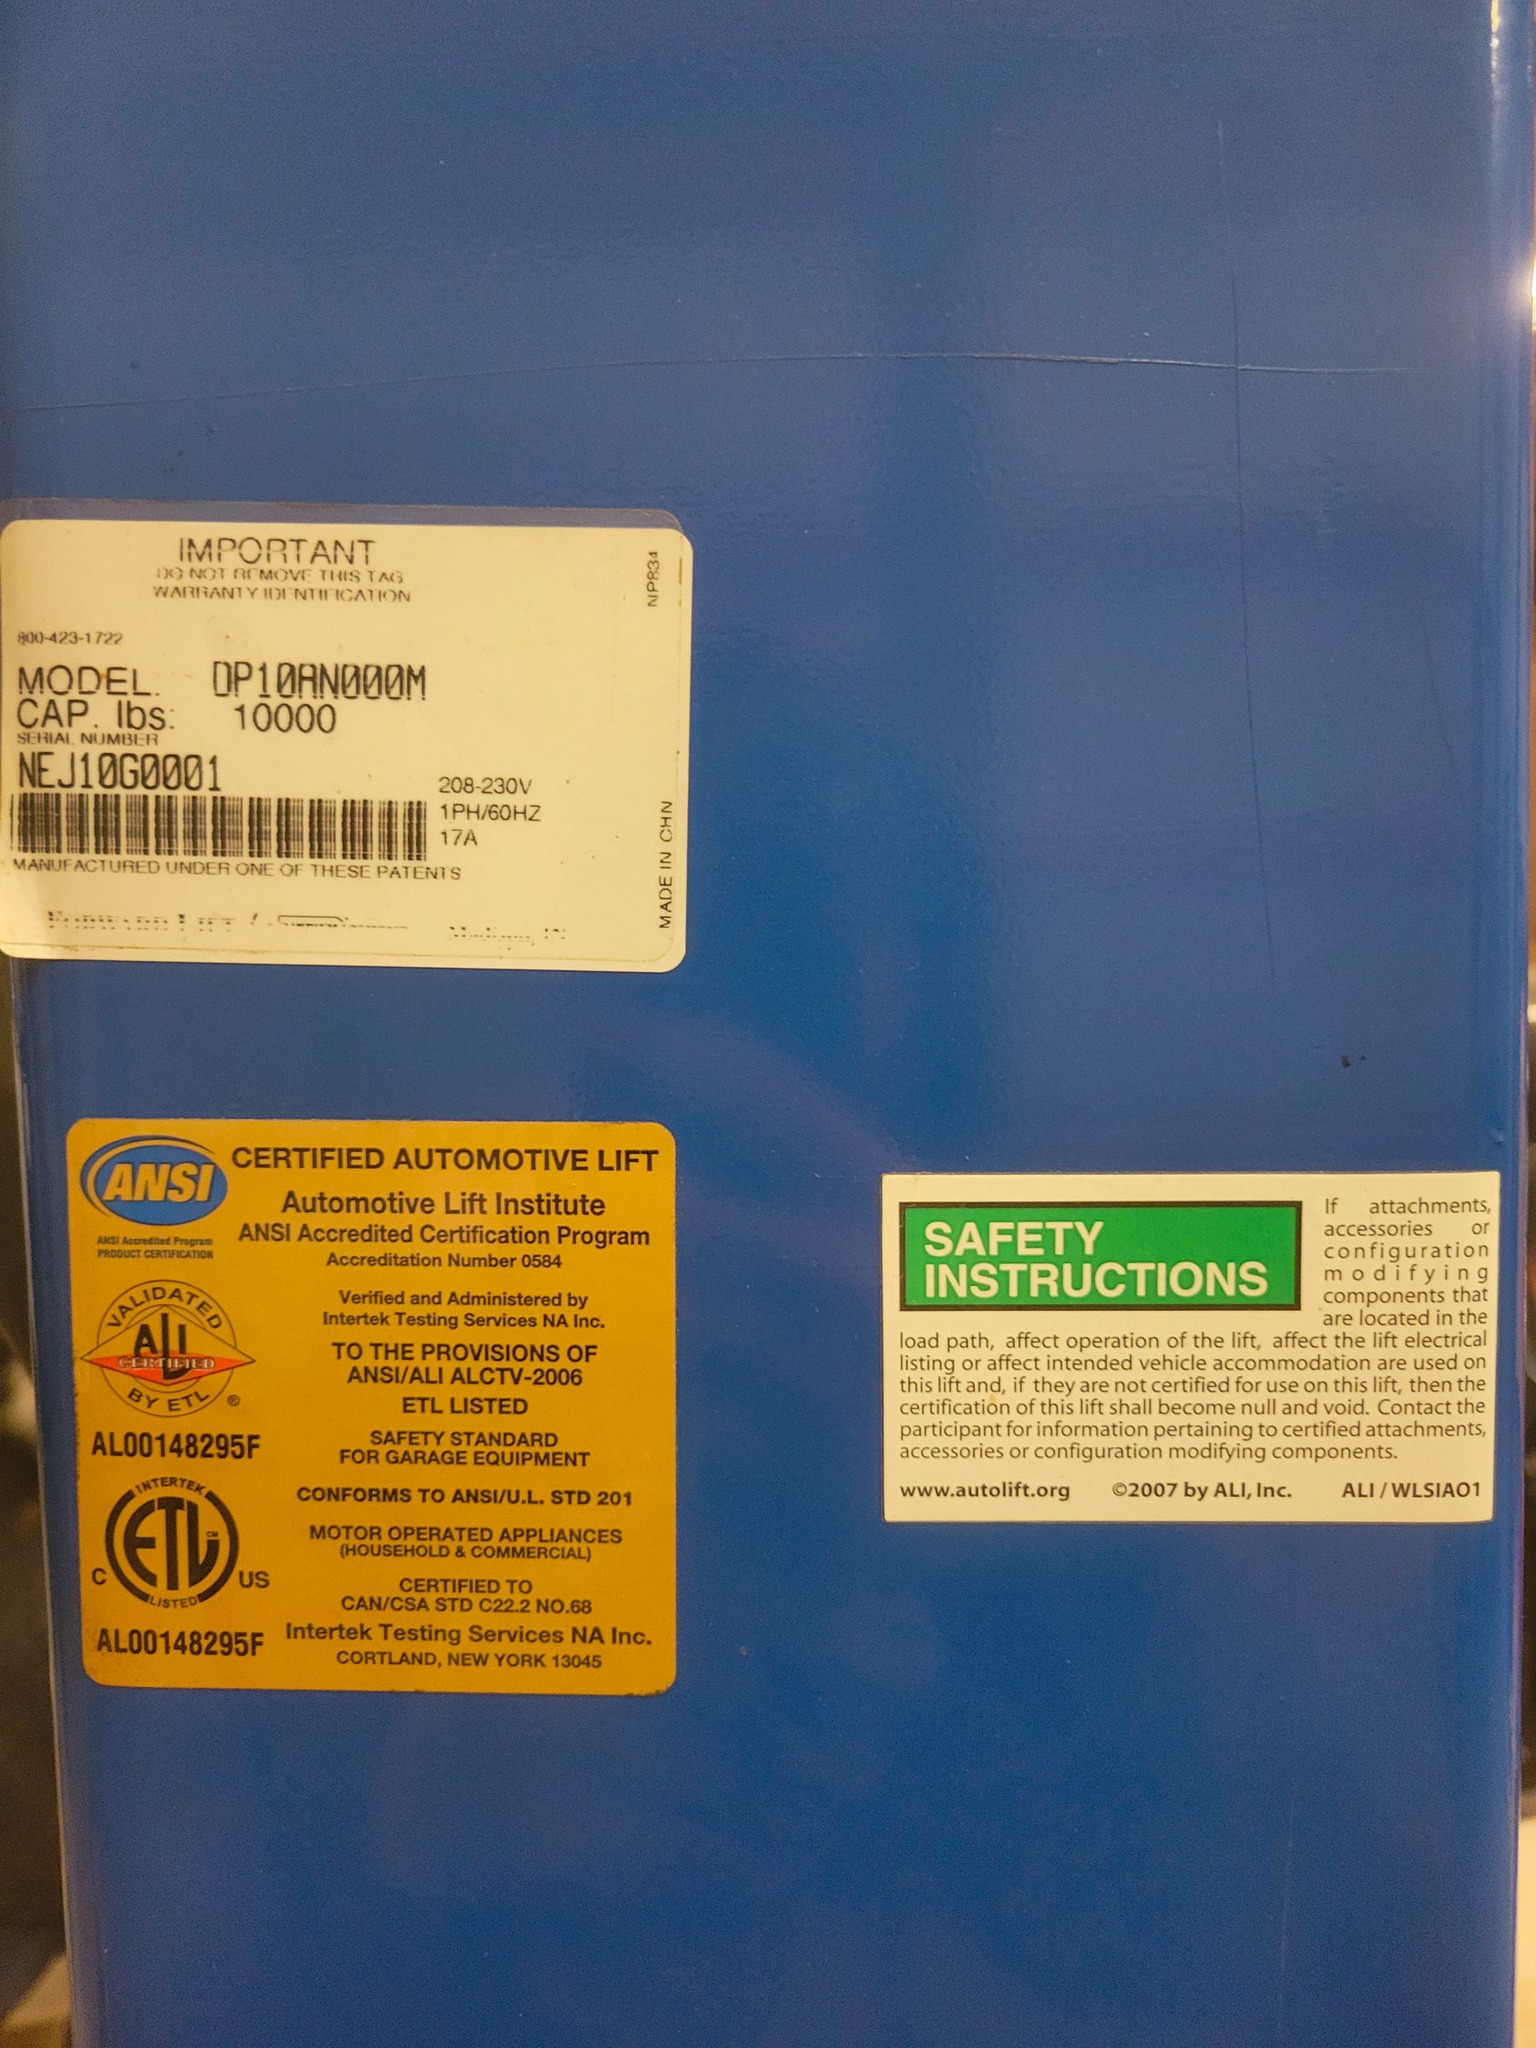 IMPORTANT
DO NOT REMOVE THIS TAG
WARRANTY IDENTIFICATION
NP834
800-423-1722
MODEL: DP10AN000M
CAP. lbs: 10000
SERIAL NUMBER
NEJ10G0001
208-230V
1PH/60HZ
17A
MANUFACTURED UNDER ONE OF THESE PATENTS
MADE IN CHN
FORWARD LIFT /
Madison, IN
ANSI
ANSI Accredited Program
PRODUCT CERTIFICATION
VALIDATED
ALI
CERTIFIED
BY ETL ®
AL00148295F
INTERTEK
C ETL CM US
LISTED
AL00148295F
CERTIFIED AUTOMOTIVE LIFT
Automotive Lift Institute
ANSI Accredited Certification Program
Accreditation Number 0584
Verified and Administered by
Intertek Testing Services NA Inc.
TO THE PROVISIONS OF
ANSI/ALI ALCTV-2006
ETL LISTED
SAFETY STANDARD
FOR GARAGE EQUIPMENT
CONFORMS TO ANSI/U.L. STD 201
MOTOR OPERATED APPLIANCES
(HOUSEHOLD & COMMERCIAL)
CERTIFIED TO
CAN/CSA STD C22.2 NO.68
Intertek Testing Services NA Inc.
CORTLAND, NEW YORK 13045
SAFETY
INSTRUCTIONS
If attachments,
accessories or
configuration
modifying
components that
are located in the
load path, affect operation of the lift, affect the lift electrical
listing or affect intended vehicle accommodation are used on
this lift and, if they are not certified for use on this lift, then the
certification of this lift shall become null and void. Contact the
participant for information pertaining to certified attachments,
accessories or configuration modifying components.
www.autolift.org ©2007 by ALI, Inc. ALI / WLSIAO1